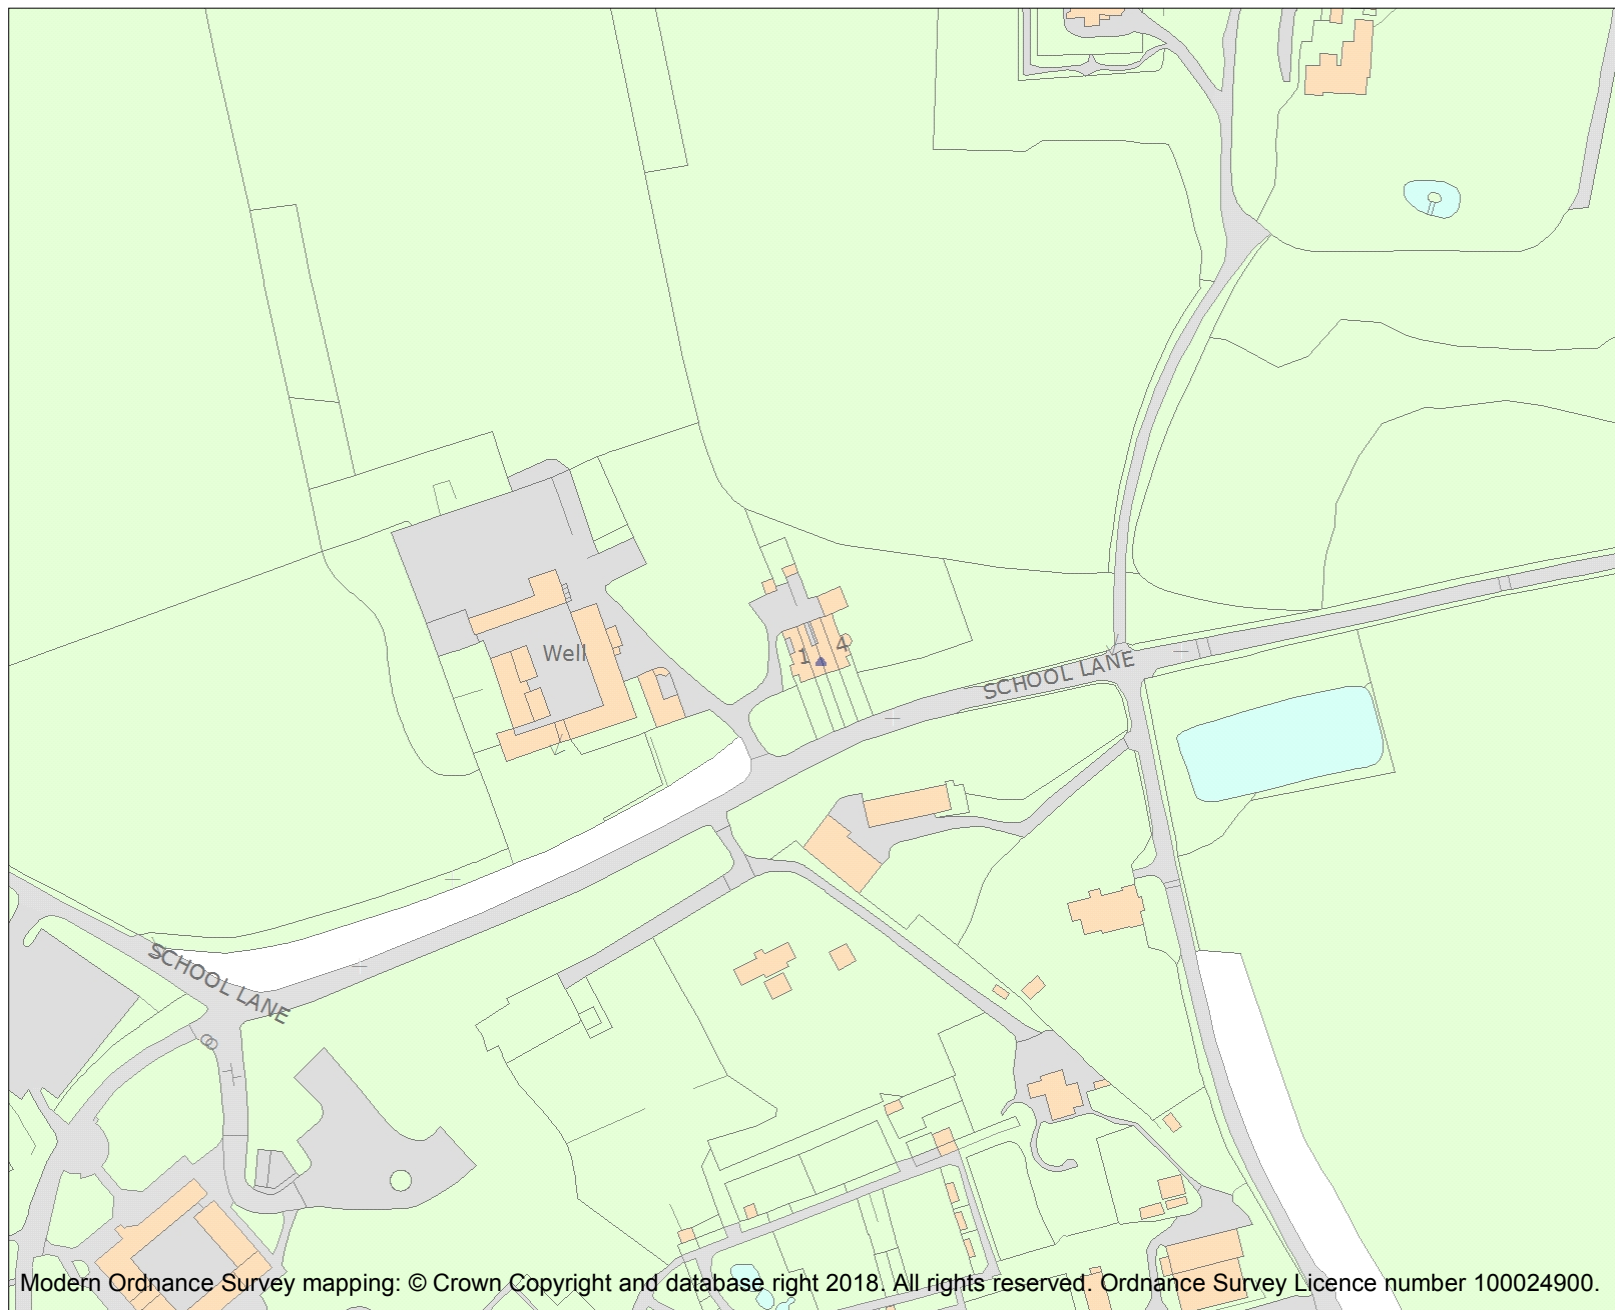 Well
1
4
SCHOOL LANE
SCHOOL LANE
Modern Ordnance Survey mapping: © Crown Copyright and database right 2018. All rights reserved. Ordnance Survey Licence number 100024900.